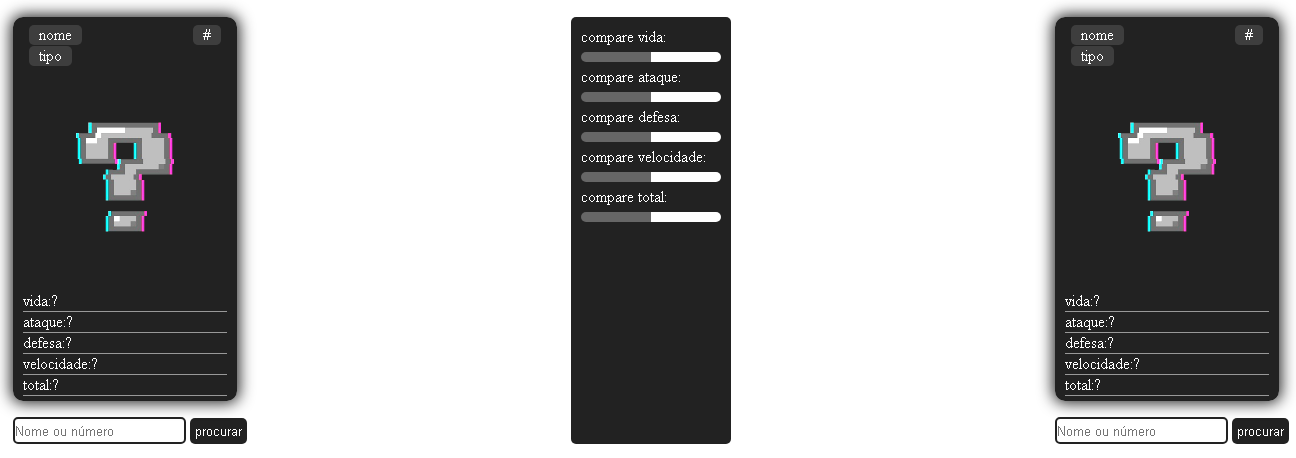 nome #
tipo
vida:?
ataque:?
defesa:?
velocidade:?
total:?
Nome ou número procurar
compare vida:
compare ataque:
compare defesa:
compare velocidade:
compare total:
nome #
tipo
vida:?
ataque:?
defesa:?
velocidade:?
total:?
Nome ou número procurar